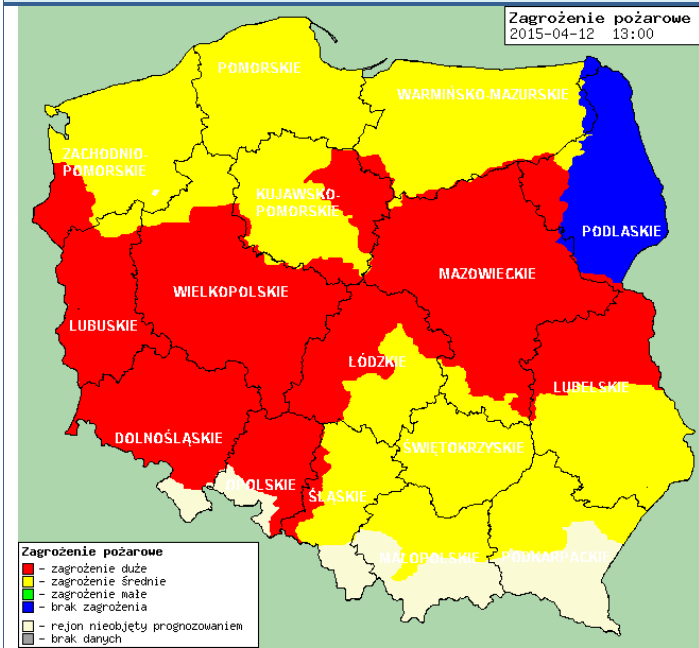 Zagrożenie pożarowe
2015-04-12 13:00
POMORSKIE
WARMIŃSKO-MAZURSKIE
ZACHODNIO-
POMORSKIE
KUJAWSKO-
POMORSKIE
PODLASKIE
MAZOWIECKIE
WIELKOPOLSKIE
LUBUSKIE
ŁÓDZKIE
LUBELSKIE
DOLNOŚLĄSKIE
ŚWIĘTOKRZYSKIE
OPOLSKIE
ŚLĄSKIE
MAŁOPOLSKIE
PODKARPACKIE
Zagrożenie pożarowe
- zagrożenie duże
- zagrożenie średnie
- zagrożenie małe
- brak zagrożenia
- rejon nieobjęty prognozowaniem
- brak danych